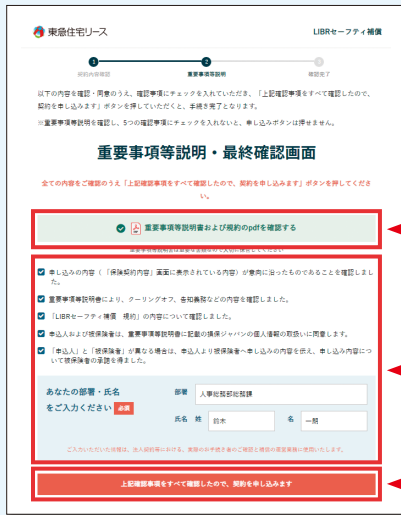 東急住宅リース
LIBRセーフティ補償
1
2
3
契約内容確認
重要事項等説明
確認完了
以下の内容を確認・同意のうえ、確認事項にチェックを入れていただき、「上記確認事項をすべて確認したので、
契約を申し込みます」ボタンを押していただくと、手続き完了となります。
※重要事項等説明を確認し、5つの確認事項にチェックを入れないと、申し込みボタンは押せません。
重要事項等説明・最終確認画面
全ての内容をご確認のうえ「上記確認事項をすべて確認したので、契約を申し込みます」ボタンを押してくださ
い。
重要事項等説明書および規約のpdfを確認する
申し込みの内容（「保険契約内容」画面に表示されている内容）が意向に沿ったものであることを確認しまし
た。
重要事項等説明書により、クーリングオフ、告知義務などの内容を確認しました。
「LIBRセーフティ補償 規約」の内容について確認しました。
申込人および被保険者は、重要事項等説明書に記載の損保ジャパンの個人情報の取扱いに同意します。
「申込人」と「被保険者」が異なる場合は、申込人より被保険者へ申し込みの内容を伝え、申し込み内容につ
いて被保険者の承諾を得ました。
あなたの部署・氏名
をご入力ください 必須
部署 人事総務部総務課
氏名 姓 鈴木 名 一朗
上記確認事項をすべて確認したので、契約を申し込みます